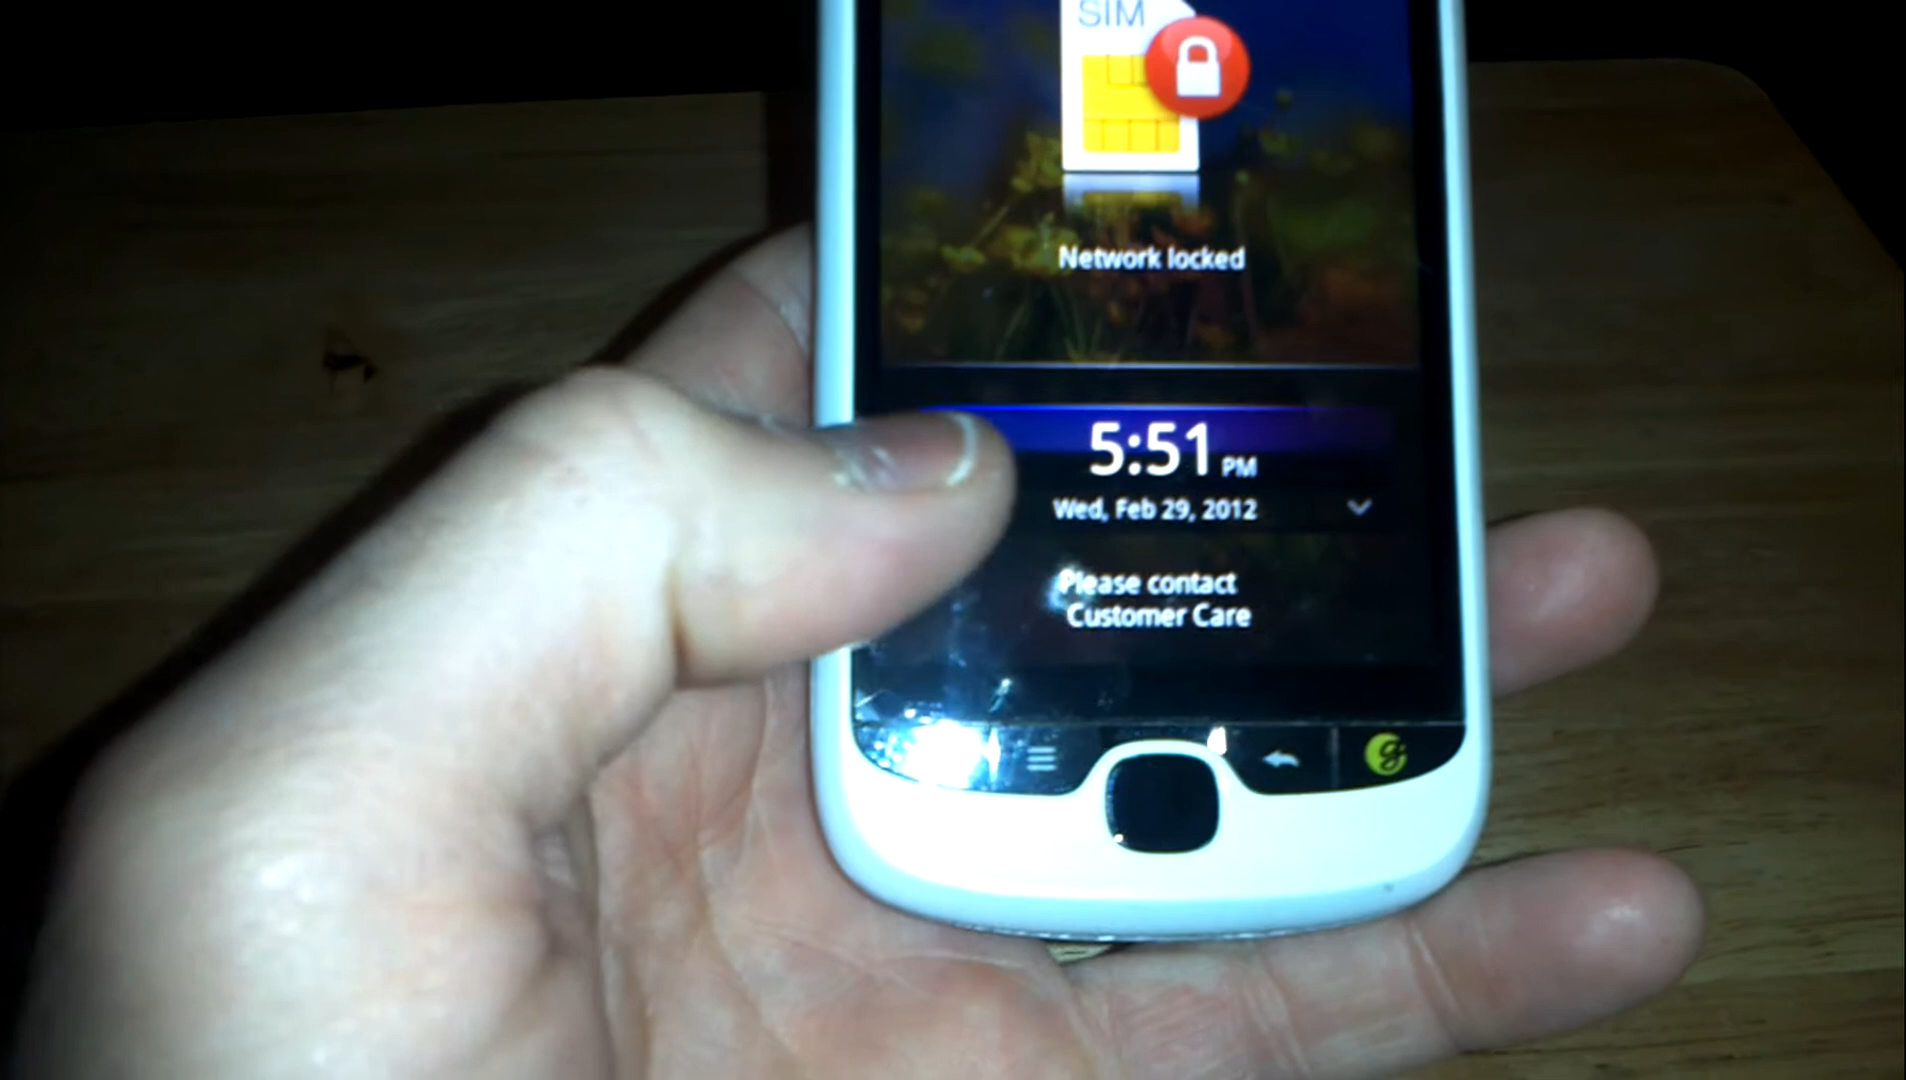 SIM
Network locked
5:51 PM
Wed, Feb 29, 2012
Please contact
Customer Care
g